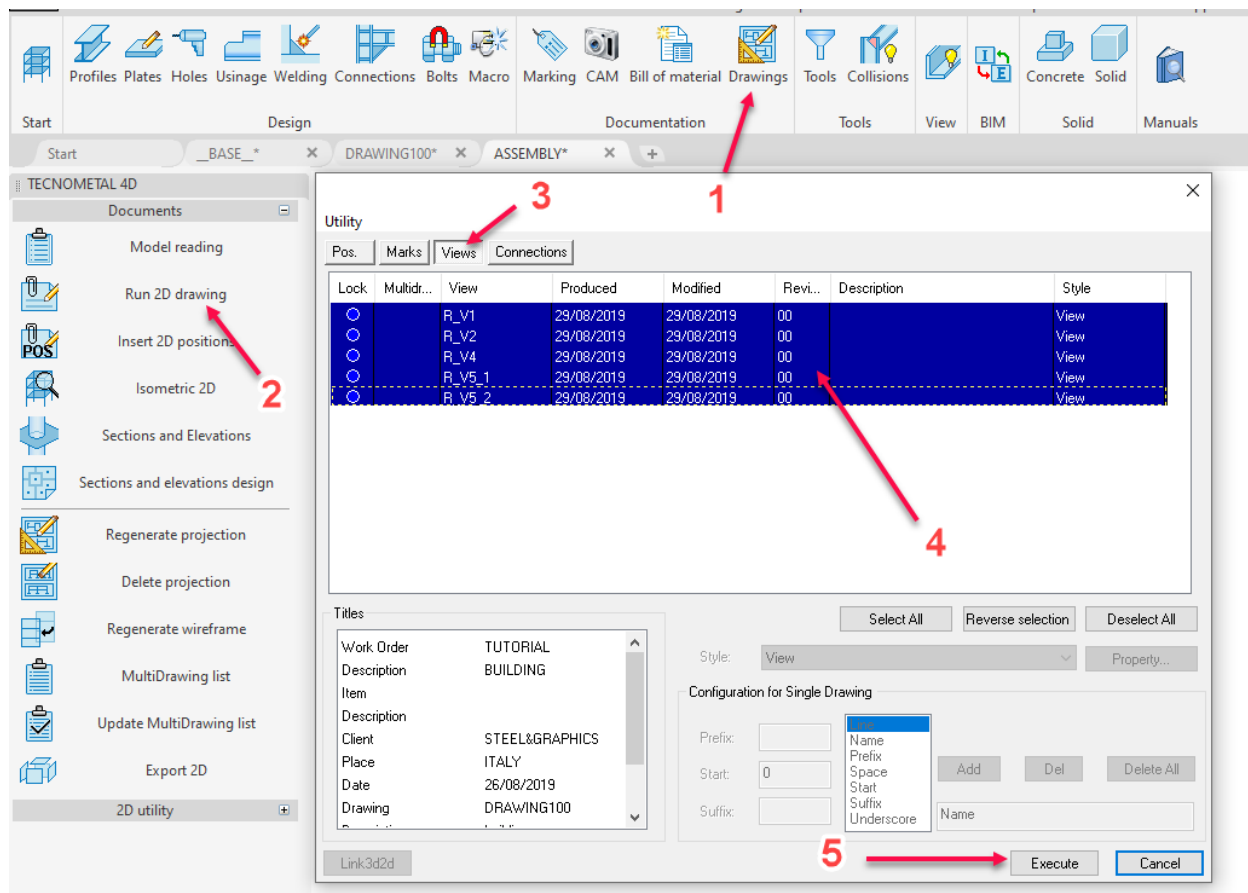 Profiles Plates Holes Usinage Welding Connections Bolts Macro Marking CAM Bill of material Drawings Tools Collisions Concrete Solid
Start Design Documentation Tools View BIM Solid Manuals
Start __BASE__* DRAWING100* ASSEMBLY* +
TECNOMETAL 4D
Documents
Model reading
Run 2D drawing
Insert 2D positions
POS
Isometric 2D
Sections and Elevations
Sections and elevations design
Regenerate projection
Delete projection
Regenerate wireframe
MultiDrawing list
Update MultiDrawing list
Export 2D
2D utility
1
2
3
4
5
Utility
Pos. Marks Views Connections
Lock Multidr... View Produced Modified Revi... Description Style
R_V1 29/08/2019 29/08/2019 00 View
R_V2 29/08/2019 29/08/2019 00 View
R_V4 29/08/2019 29/08/2019 00 View
R_V5_1 29/08/2019 29/08/2019 00 View
R_V5_2 29/08/2019 29/08/2019 00 View
Titles
Work Order TUTORIAL
Description BUILDING
Item
Description
Client STEEL&GRAPHICS
Place ITALY
Date 26/08/2019
Drawing DRAWING100
Select All Reverse selection Deselect All
Style: View Property...
Configuration for Single Drawing
Prefix:
Start: 0
Suffix:
Line
Name
Prefix
Space
Start
Suffix
Underscore
Add Del Delete All
Name
Link3d2d
Execute Cancel